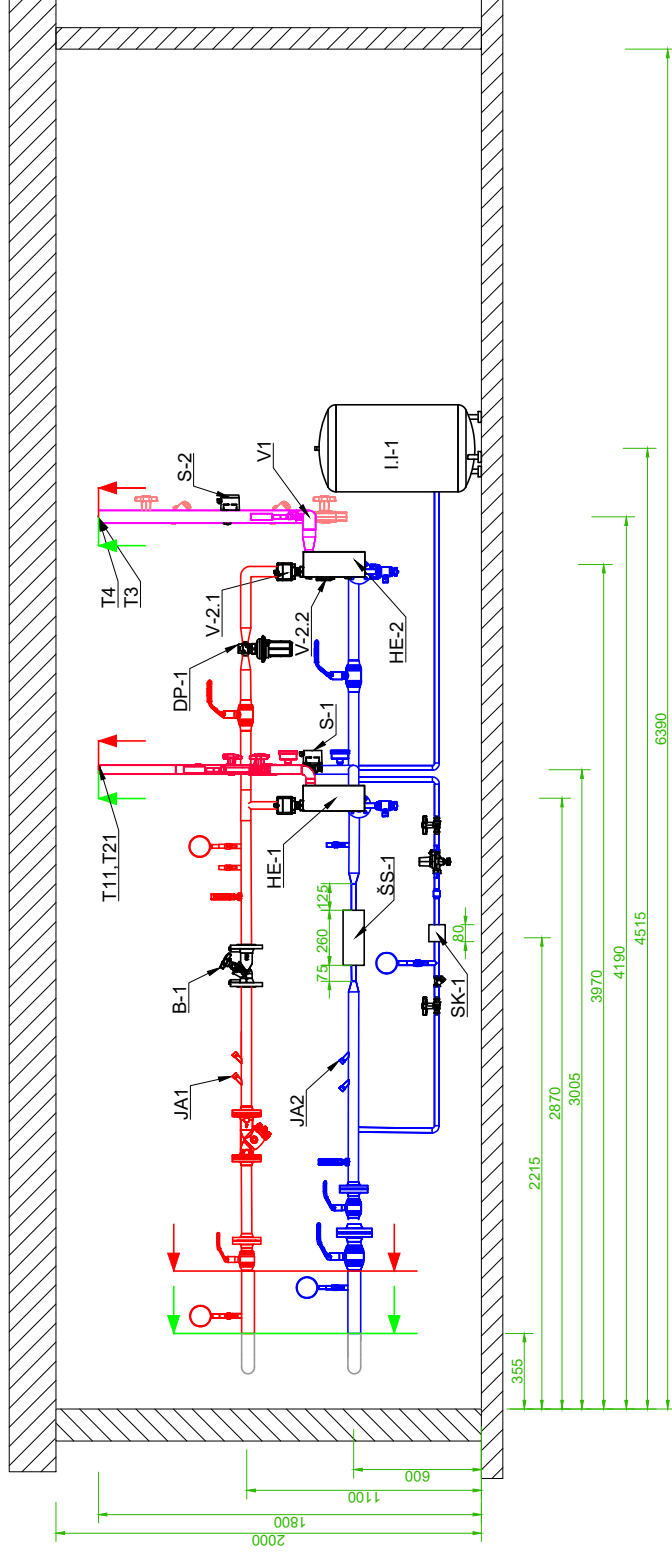 T4
T3
S-2
V1
I.I-1
V-2.1
V-2.2
HE-2
DP-1
S-1
T11,T21
HE-1
ŠS-1
B-1
SK-1
JA1
JA2
125
260
75
80
355
2215
2870
3005
3970
4190
4515
6390
600
1100
1800
2000